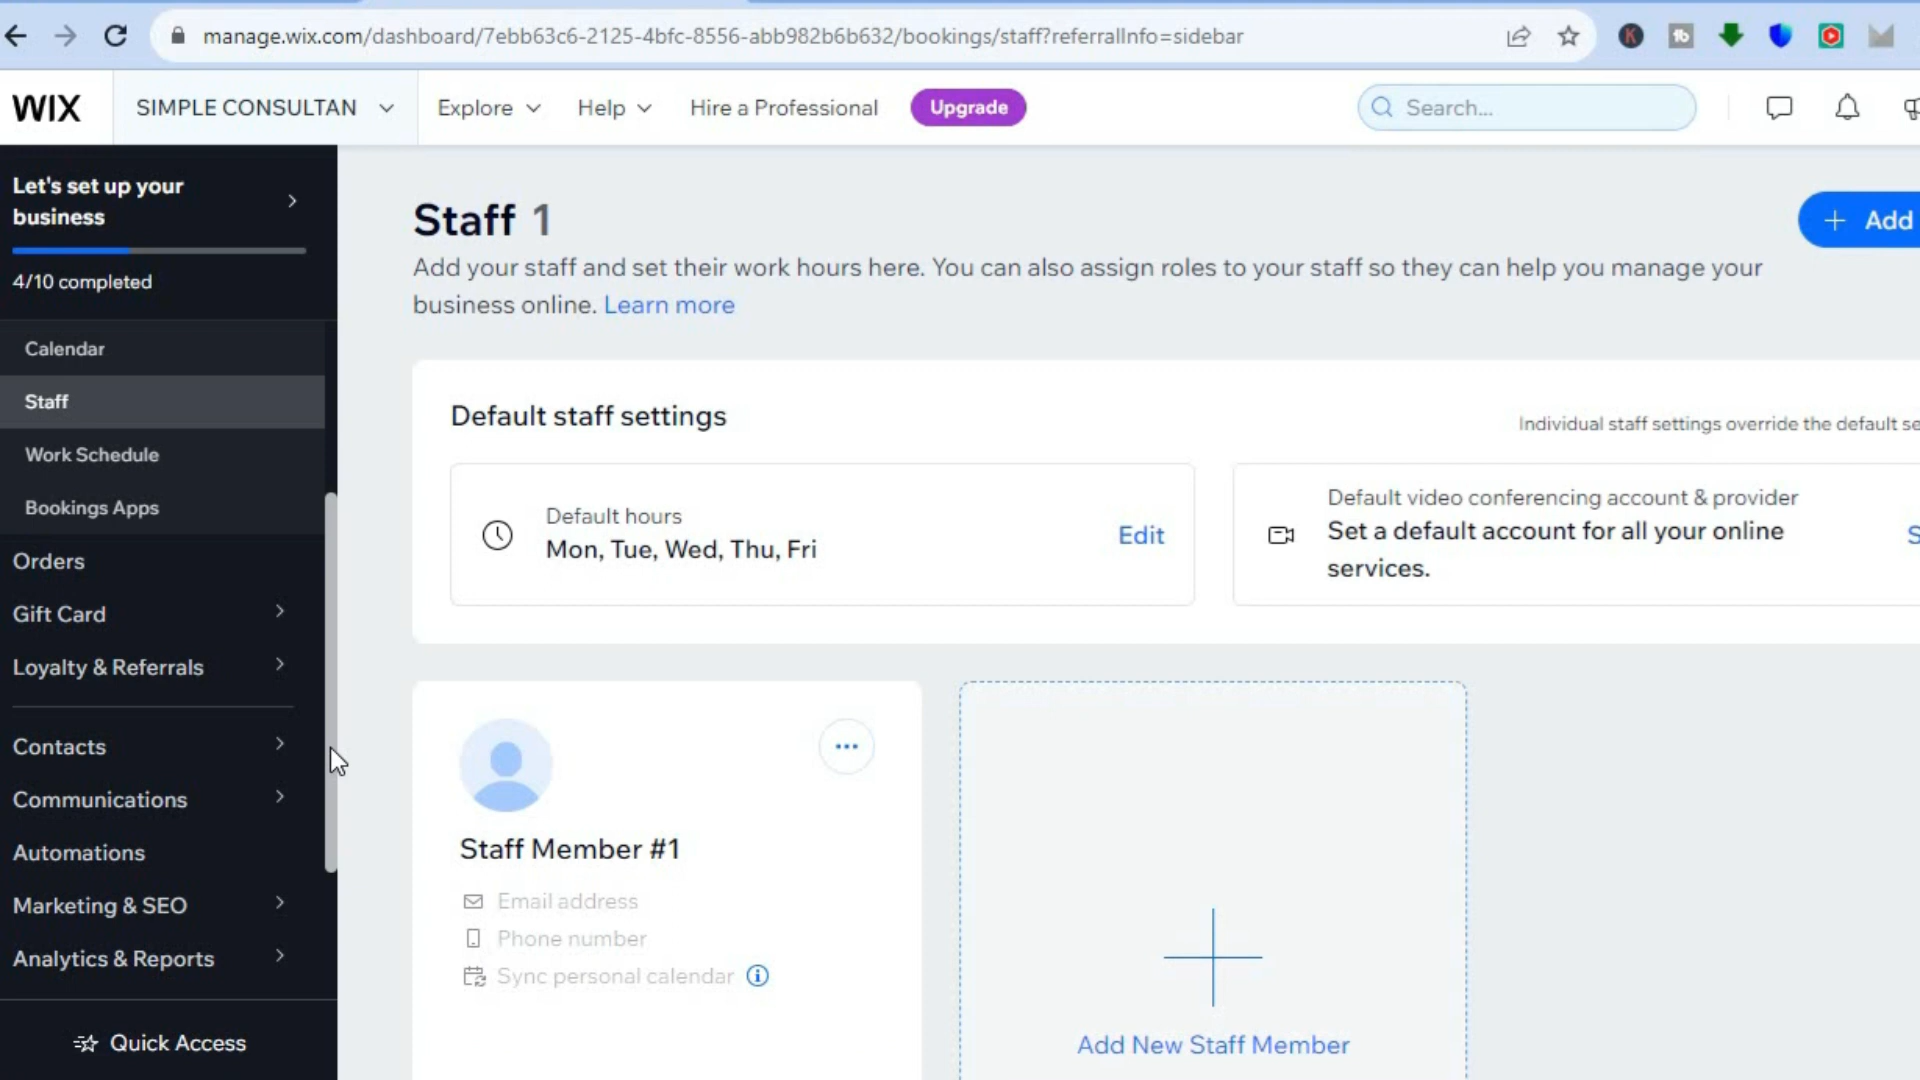 manage.wix.com/dashboard/7ebb63c6-2125-4bfc-8556-abb982b6b632/bookings/staff?referralInfo=sidebar
WIX
SIMPLE CONSULTAN
Explore
Help
Hire a Professional
Upgrade
Search...
Let's set up your
business
4/10 completed
Calendar
Staff
Work Schedule
Bookings Apps
Orders
Gift Card
Loyalty & Referrals
Contacts
Communications
Automations
Marketing & SEO
Analytics & Reports
Quick Access
Staff 1
Add your staff and set their work hours here. You can also assign roles to your staff so they can help you manage your
business online. Learn more
+ Add
Default staff settings
Individual staff settings override the default se
Default hours
Mon, Tue, Wed, Thu, Fri
Edit
Default video conferencing account & provider
Set a default account for all your online
services.
S
Staff Member #1
Email address
Phone number
Sync personal calendar
Add New Staff Member